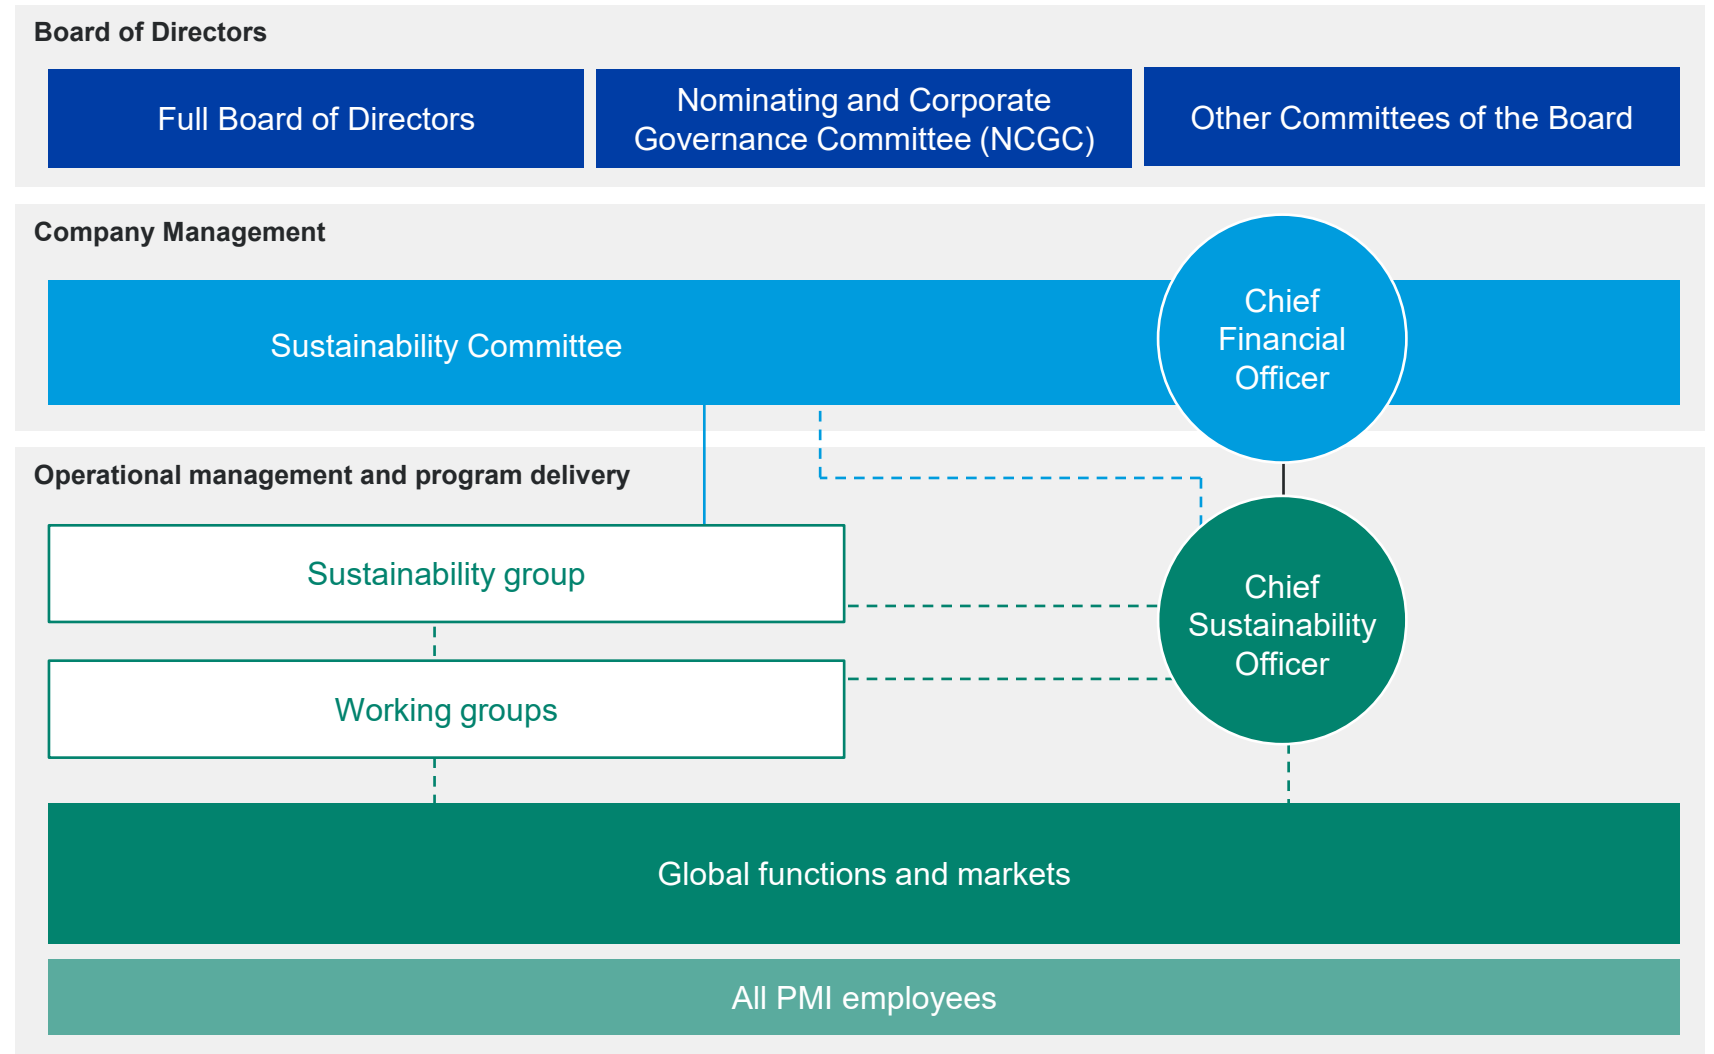 Board of Directors
Full Board of Directors
Nominating and Corporate
Governance Committee (NCGC)
Other Committees of the Board
Company Management
Sustainability Committee
Chief
Financial
Officer
Operational management and program delivery
Sustainability group
Chief
Sustainability
Officer
Working groups
Global functions and markets
All PMI employees